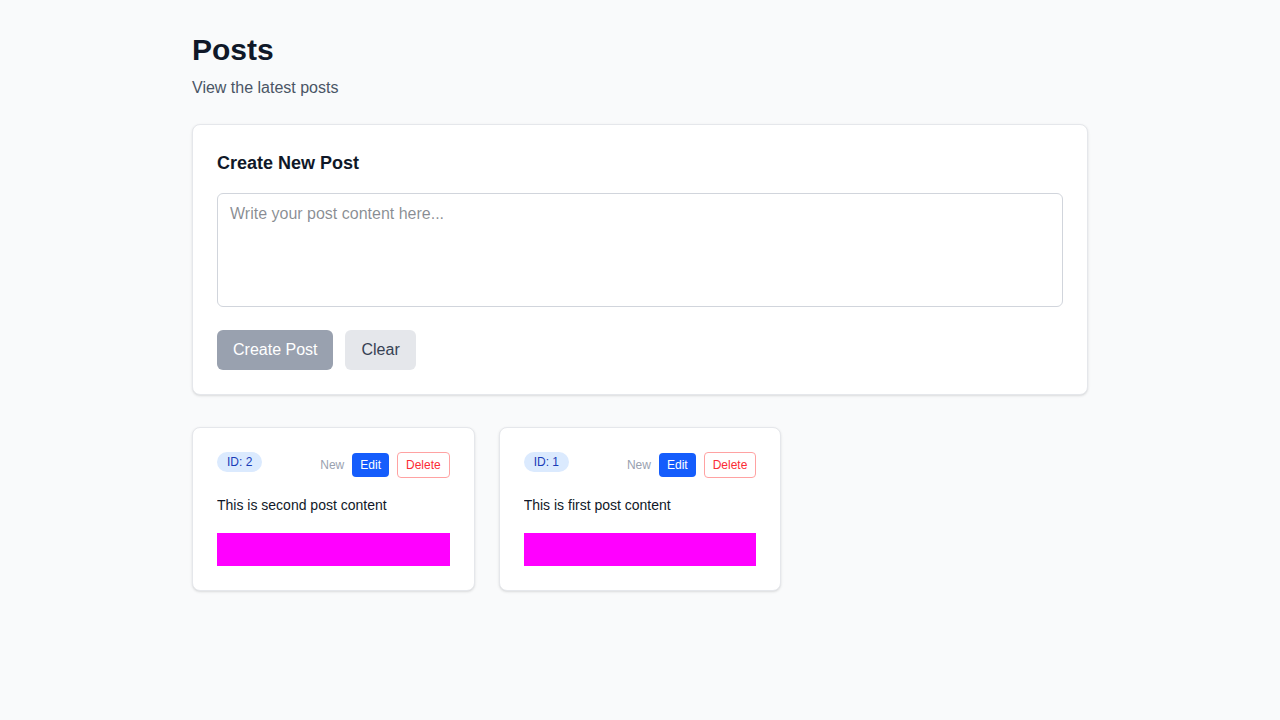 Posts
View the latest posts
Create New Post
Write your post content here...
Create Post Clear
ID: 2 New Edit Delete
This is second post content
ID: 1 New Edit Delete
This is first post content